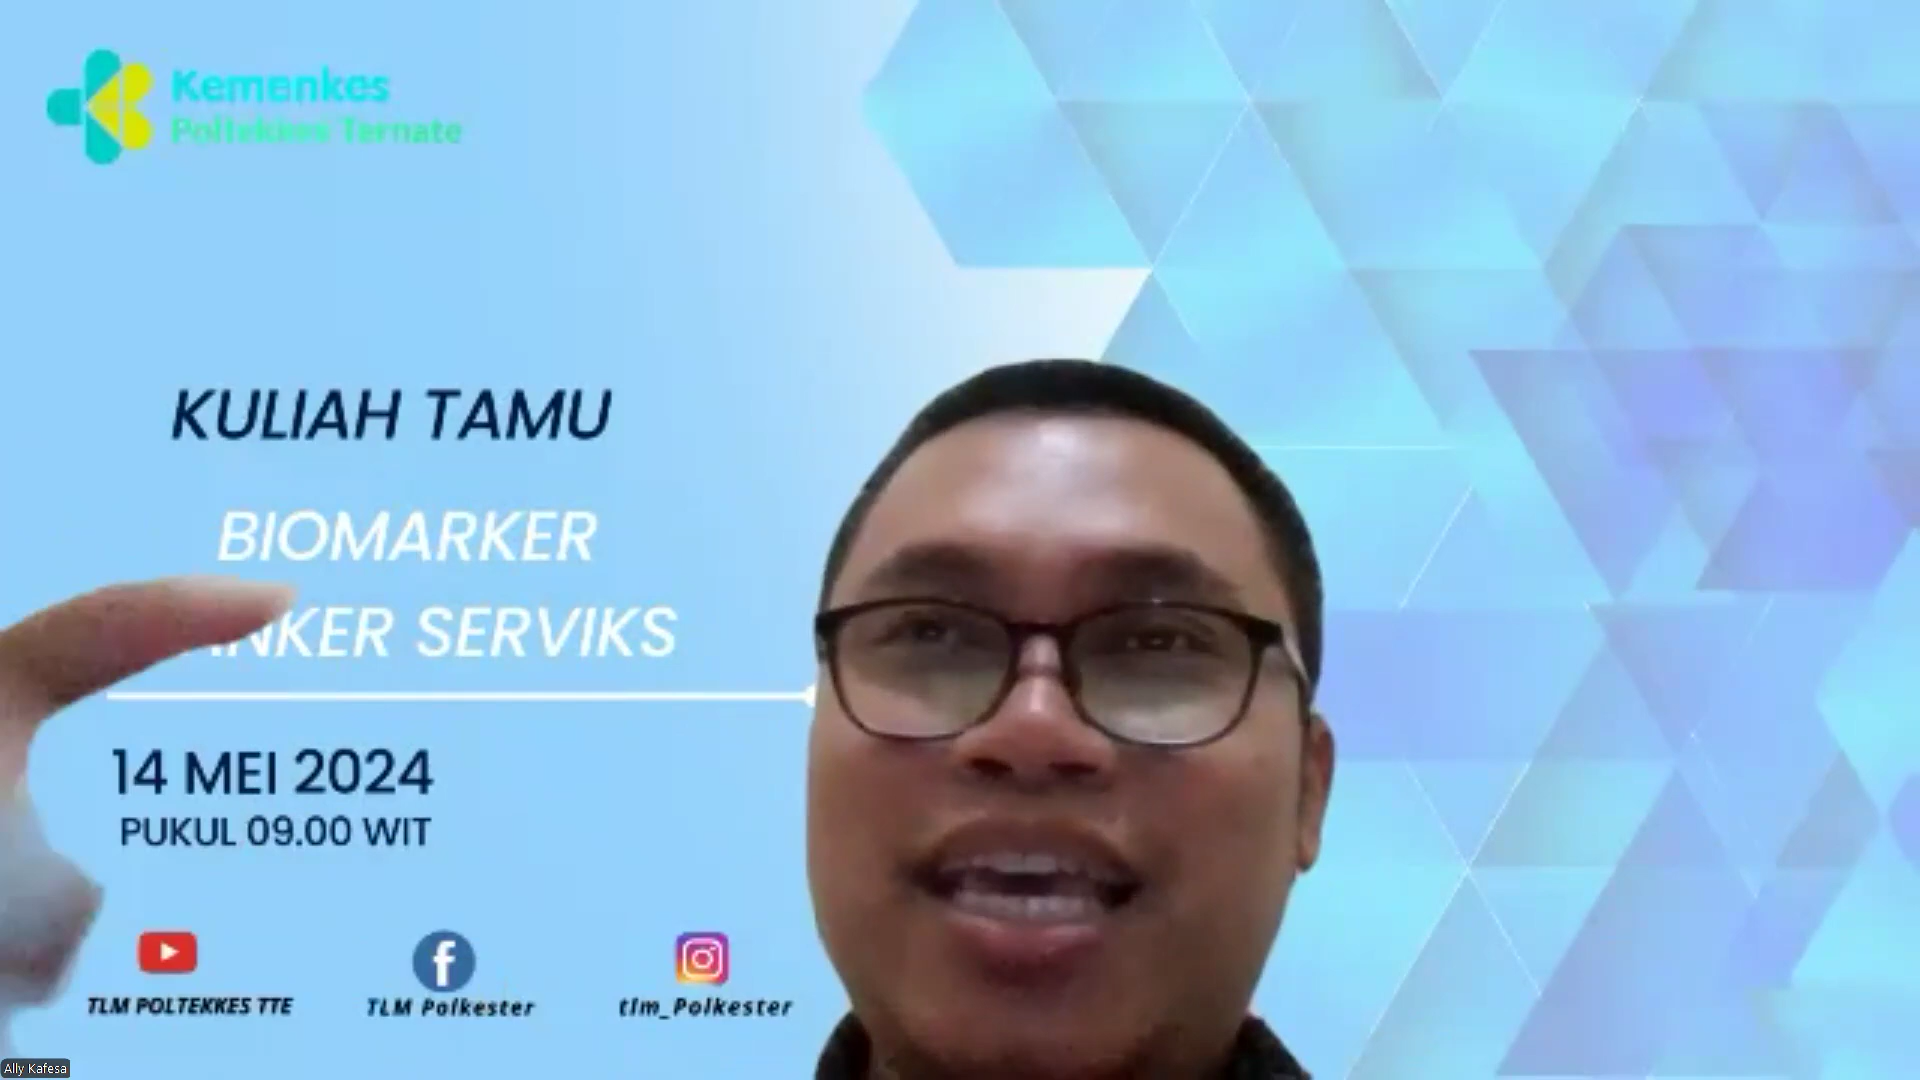 Kemenkes
Poltekkes Ternate
KULIAH TAMU
BIOMARKER
NKER SERVIKS
14 MEI 2024
PUKUL 09.00 WIT
TLM POLTEKKES TTE
TLM Polkester
tlm_Polkester
Ally Kafesa